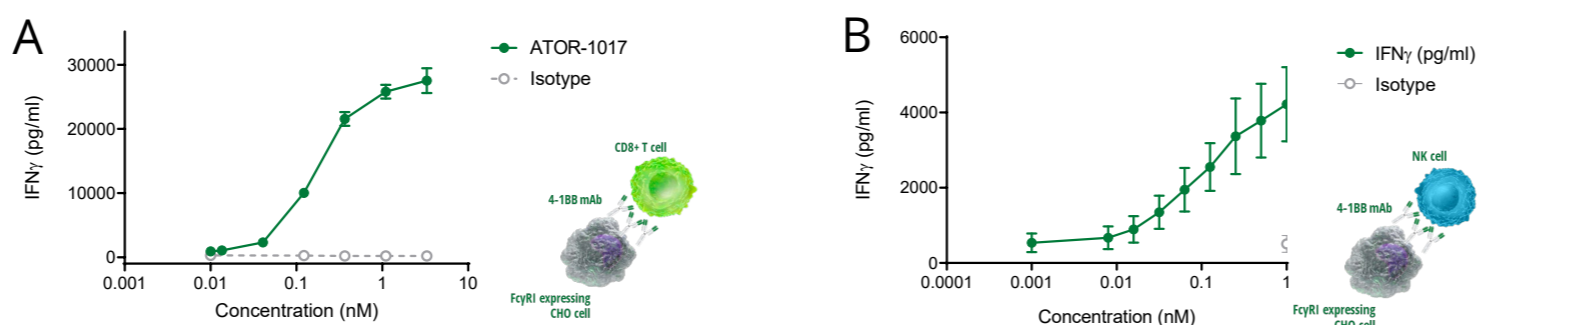 A
ATOR-1017
Isotype
IFNγ (pg/ml)
30000
20000
10000
0
0.001
0.01
0.1
1
10
Concentration (nM)
CD8+ T cell
4-1BB mAb
FcγRI expressing
CHO cell
B
IFNγ (pg/ml)
Isotype
IFNγ (pg/ml)
6000
4000
2000
0
0.0001
0.001
0.01
0.1
1
Concentration (nM)
NK cell
4-1BB mAb
FcγRI expressing
CHO cell